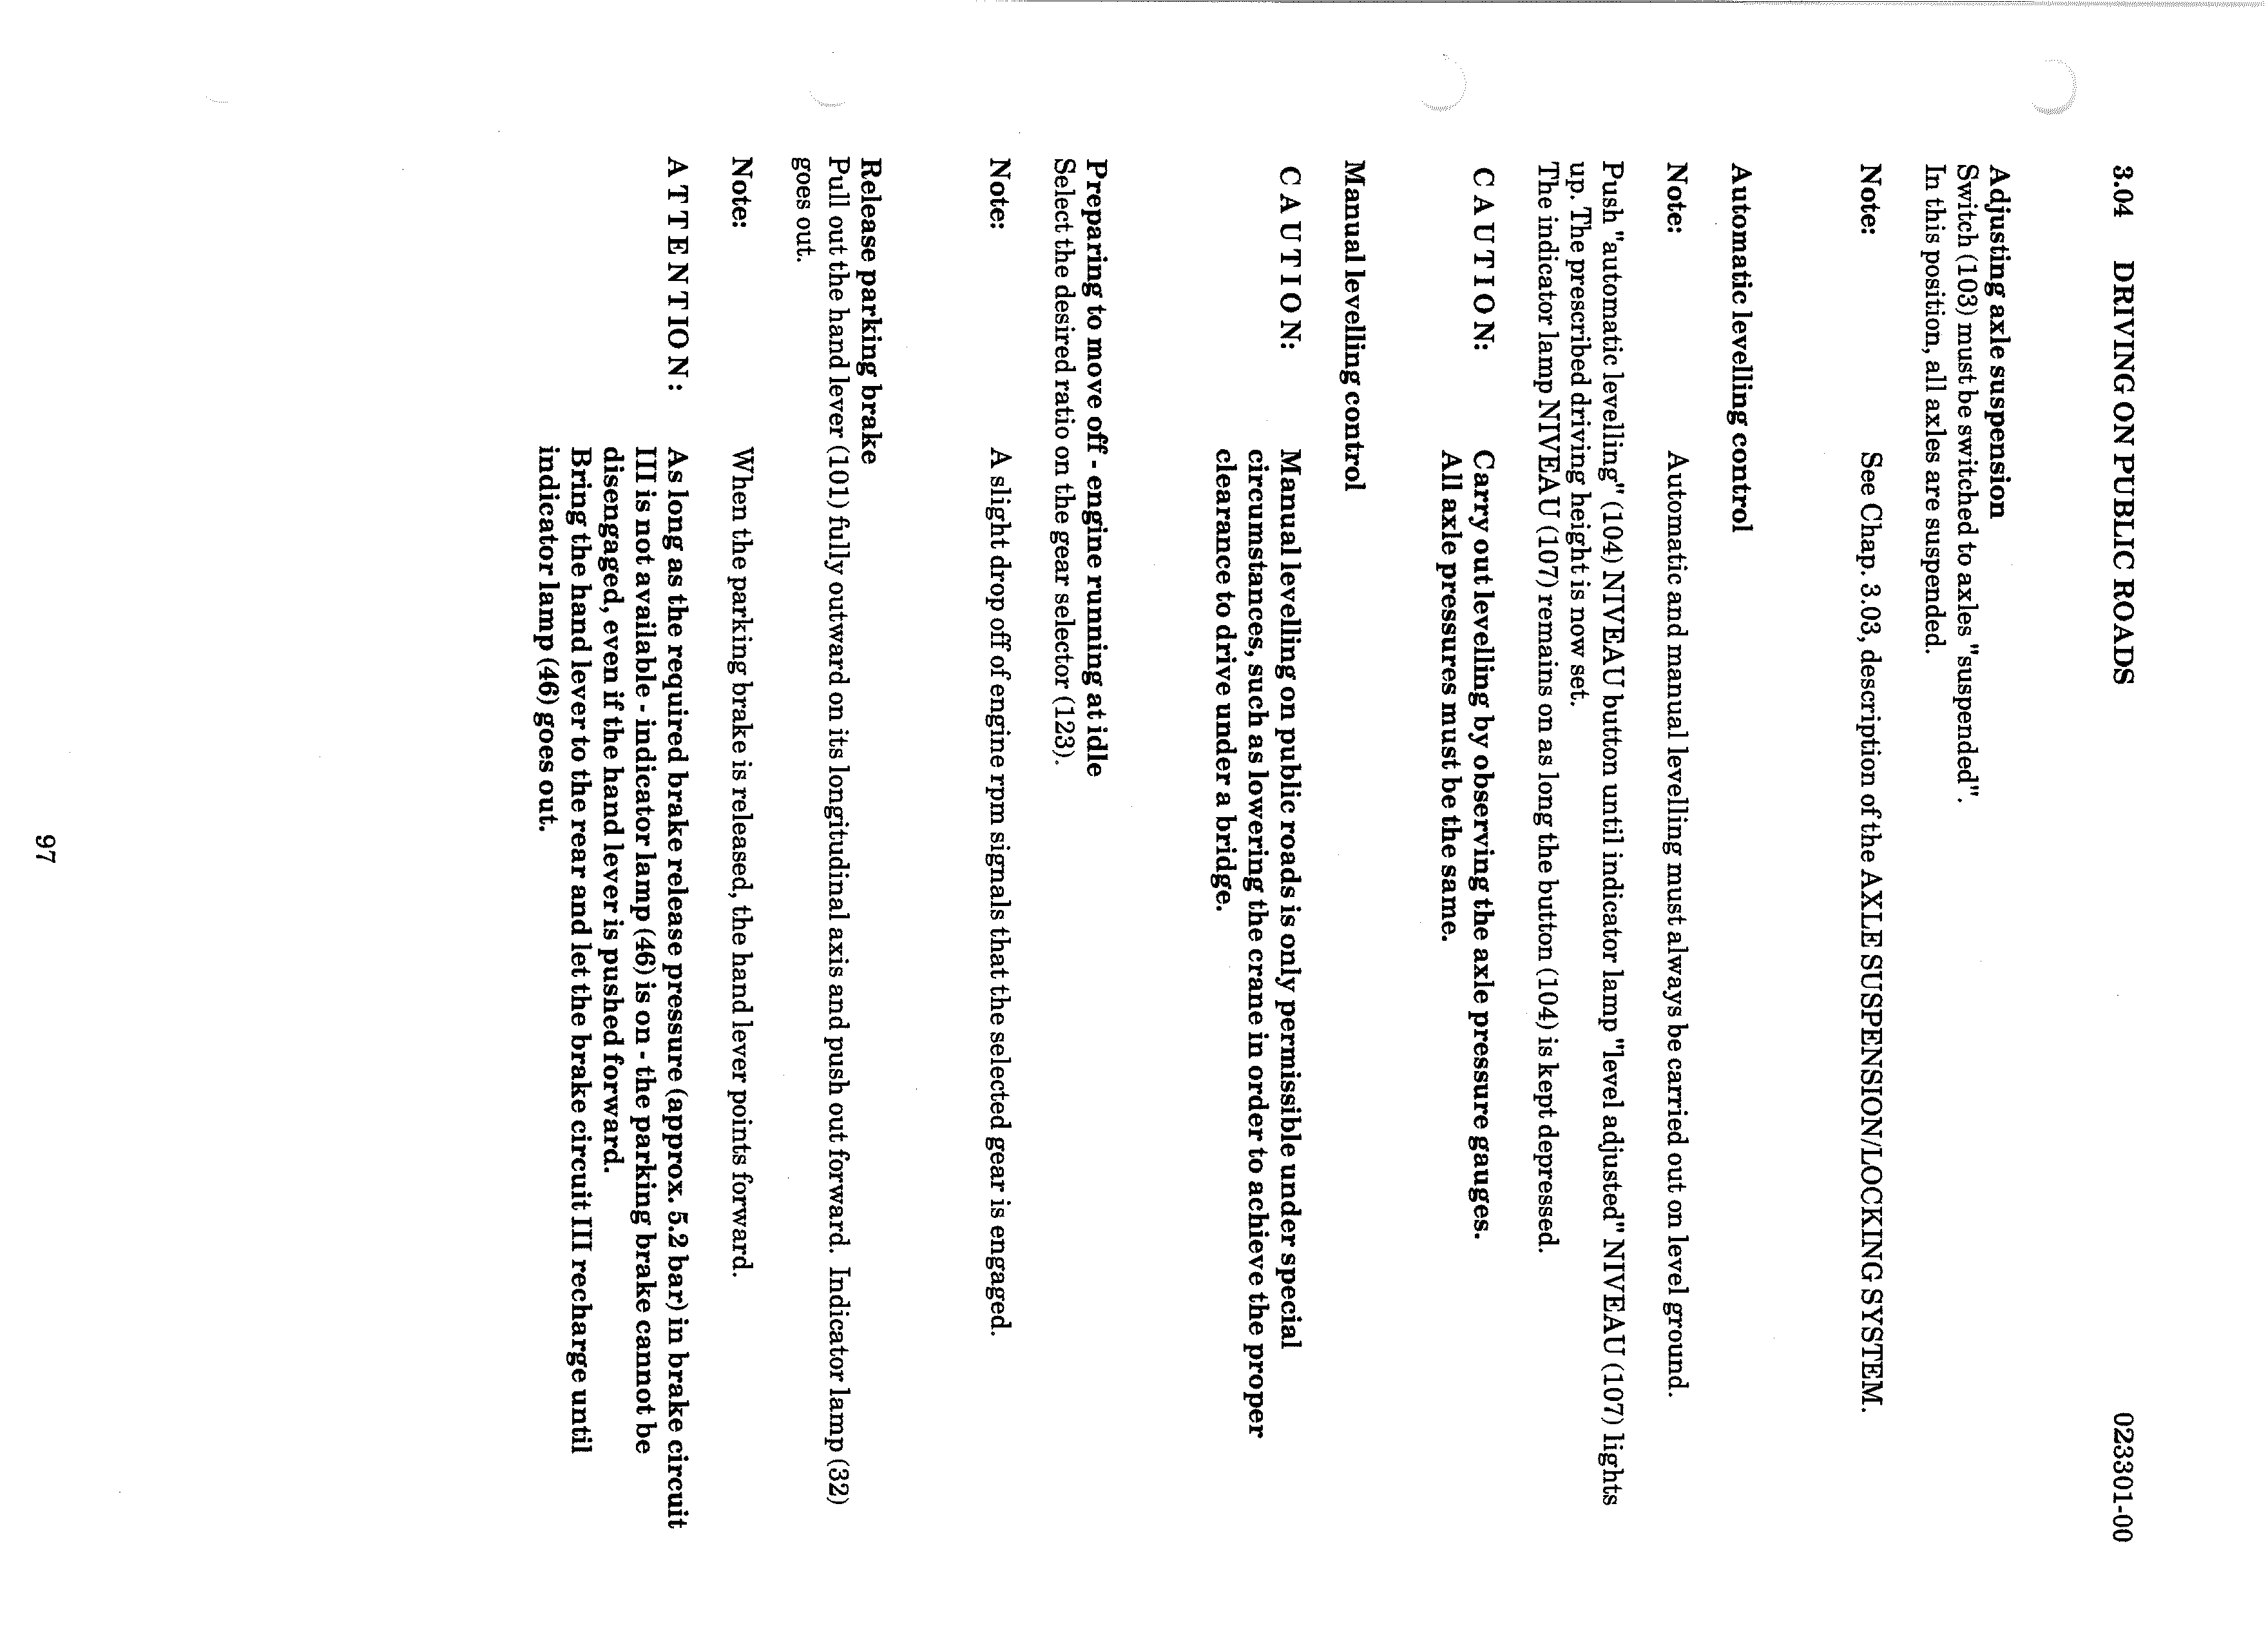 3.04 DRIVING ON PUBLIC ROADS 023301-00
Adjusting axle suspension
Switch (103) must be switched to axles "suspended".
In this position, all axles are suspended.
Note: See Chap. 3.03, description of the AXLE SUSPENSION/LOCKING SYSTEM.
Automatic levelling control
Note: Automatic and manual levelling must always be carried out on level ground.
Push "automatic levelling" (104) NIVEAU button until indicator lamp "level adjusted" NIVEAU (107) lights
up. The prescribed driving height is now set.
The indicator lamp NIVEAU (107) remains on as long the button (104) is kept depressed.
C A U T I O N: Carry out levelling by observing the axle pressure gauges.
All axle pressures must be the same.
Manual levelling control
C A U T I O N: Manual levelling on public roads is only permissible under special
circumstances, such as lowering the crane in order to achieve the proper
clearance to drive under a bridge.
Preparing to move off - engine running at idle
Select the desired ratio on the gear selector (123).
Note: A slight drop off of engine rpm signals that the selected gear is engaged.
Release parking brake
Pull out the hand lever (101) fully outward on its longitudinal axis and push out forward. Indicator lamp (32)
goes out.
Note: When the parking brake is released, the hand lever points forward.
A T T E N T I O N: As long as the required brake release pressure (approx. 5.2 bar) in brake circuit
III is not available - indicator lamp (46) is on - the parking brake cannot be
disengaged, even if the hand lever is pushed forward.
Bring the hand lever to the rear and let the brake circuit III recharge until
indicator lamp (46) goes out.
97